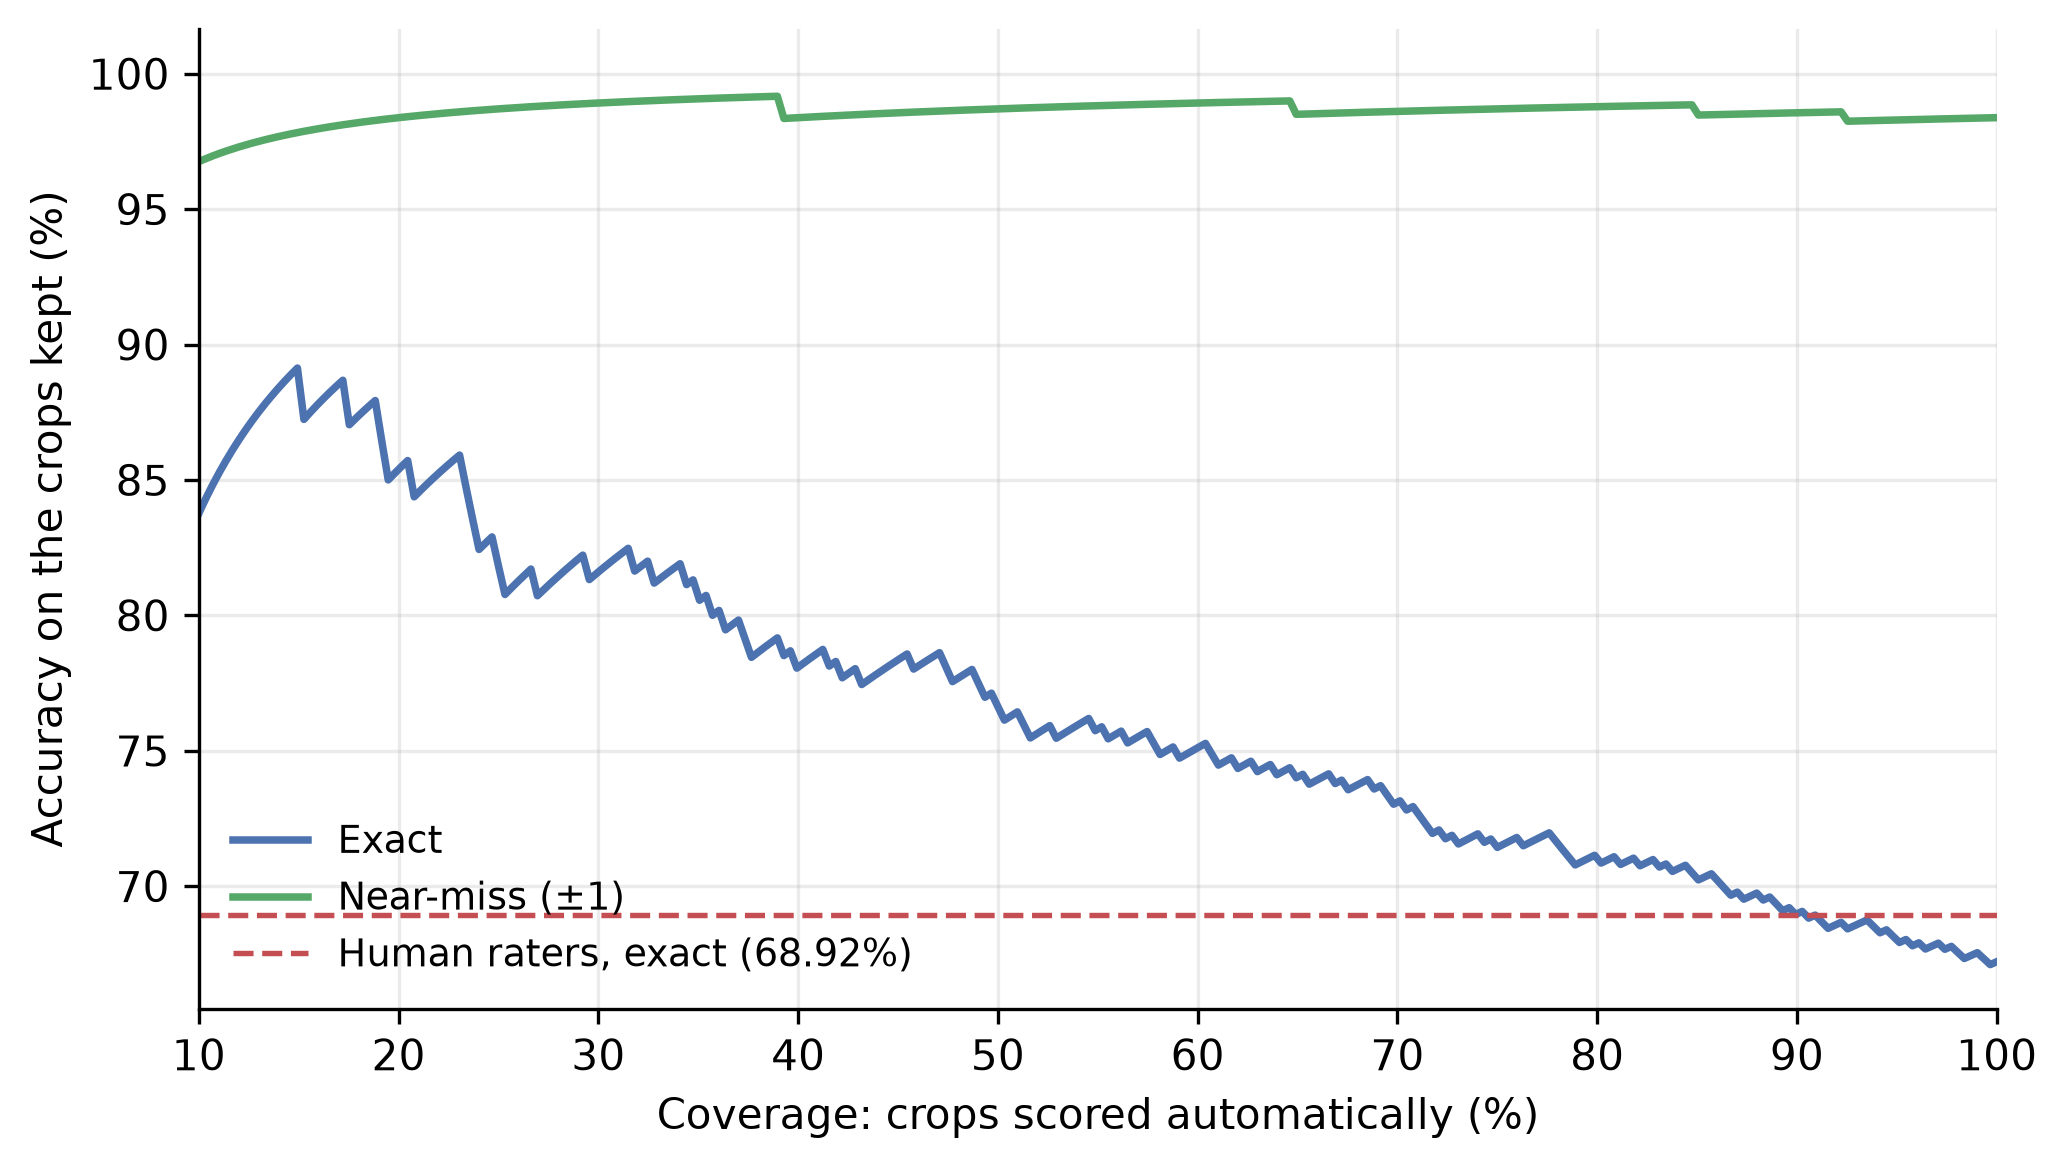 100
95
90
85
80
75
70
Accuracy on the crops kept (%)
Exact
Near-miss (±1)
Human raters, exact (68.92%)
10 20 30 40 50 60 70 80 90 100
Coverage: crops scored automatically (%)